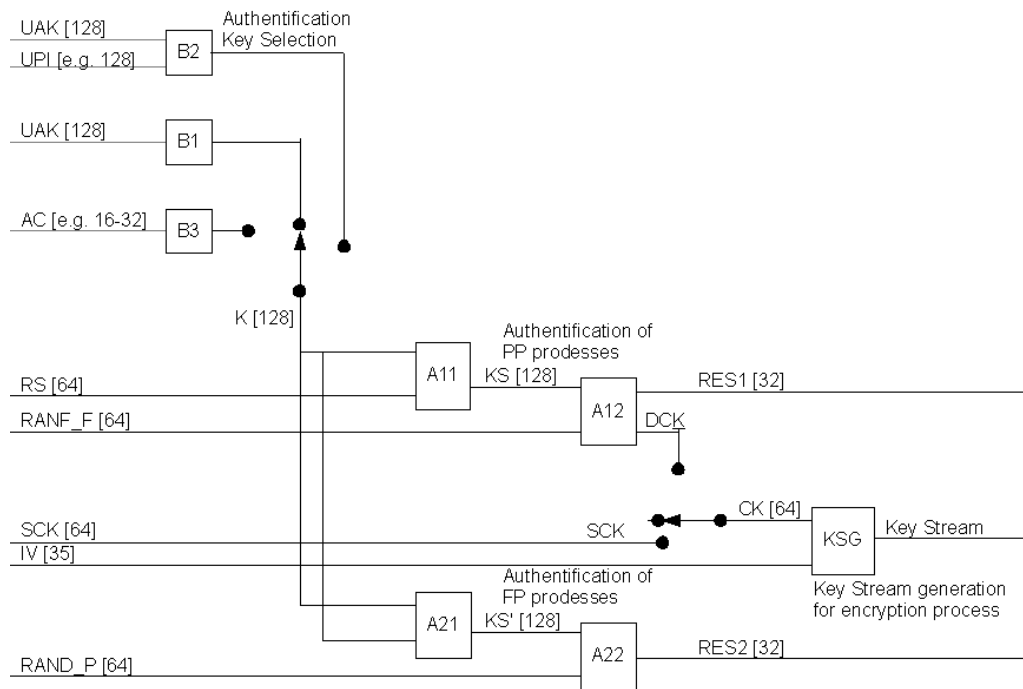 UAK [128]
UPI [e.g. 128]
B2
Authentification
Key Selection
UAK [128]
B1
AC [e.g. 16-32]
B3
K [128]
Authentification of
PP prodesses
RS [64]
A11
KS [128]
RES1 [32]
RANF_F [64]
A12
DCK
SCK [64]
SCK
CK [64]
KSG
Key Stream
IV [35]
Key Stream generation
for encryption process
Authentification of
FP prodesses
A21
KS' [128]
RES2 [32]
RAND_P [64]
A22